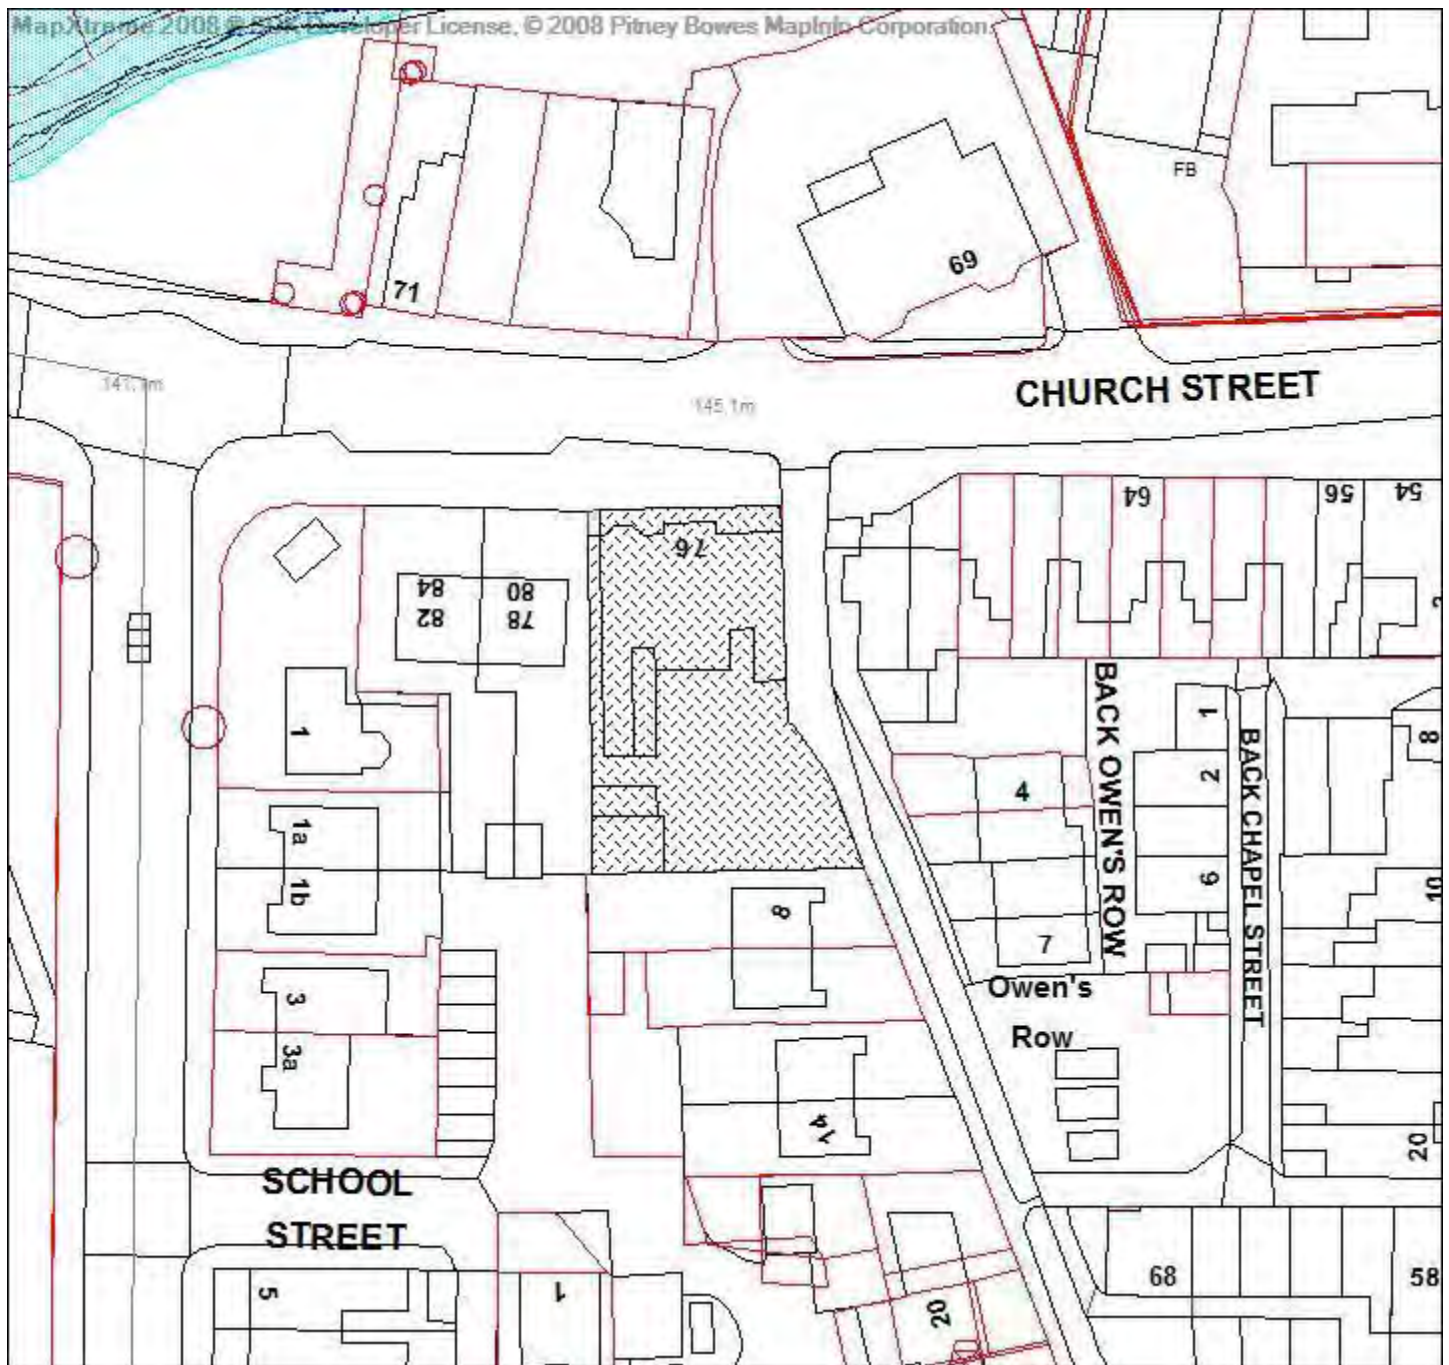 MapXtreme 2008 ® SDK Developer License, © 2008 Pitney Bowes MapInfo Corporation.
FB
69
71
CHURCH STREET
141.1m
145.1m
64
56
54
76
84
82
80
78
BACK OWEN'S ROW
BACK CHAPEL STREET
1
1
2
8
4
1a
1b
6
10
8
7
Owen's
Row
3
3a
14
20
SCHOOL
STREET
5
1
20
68
58